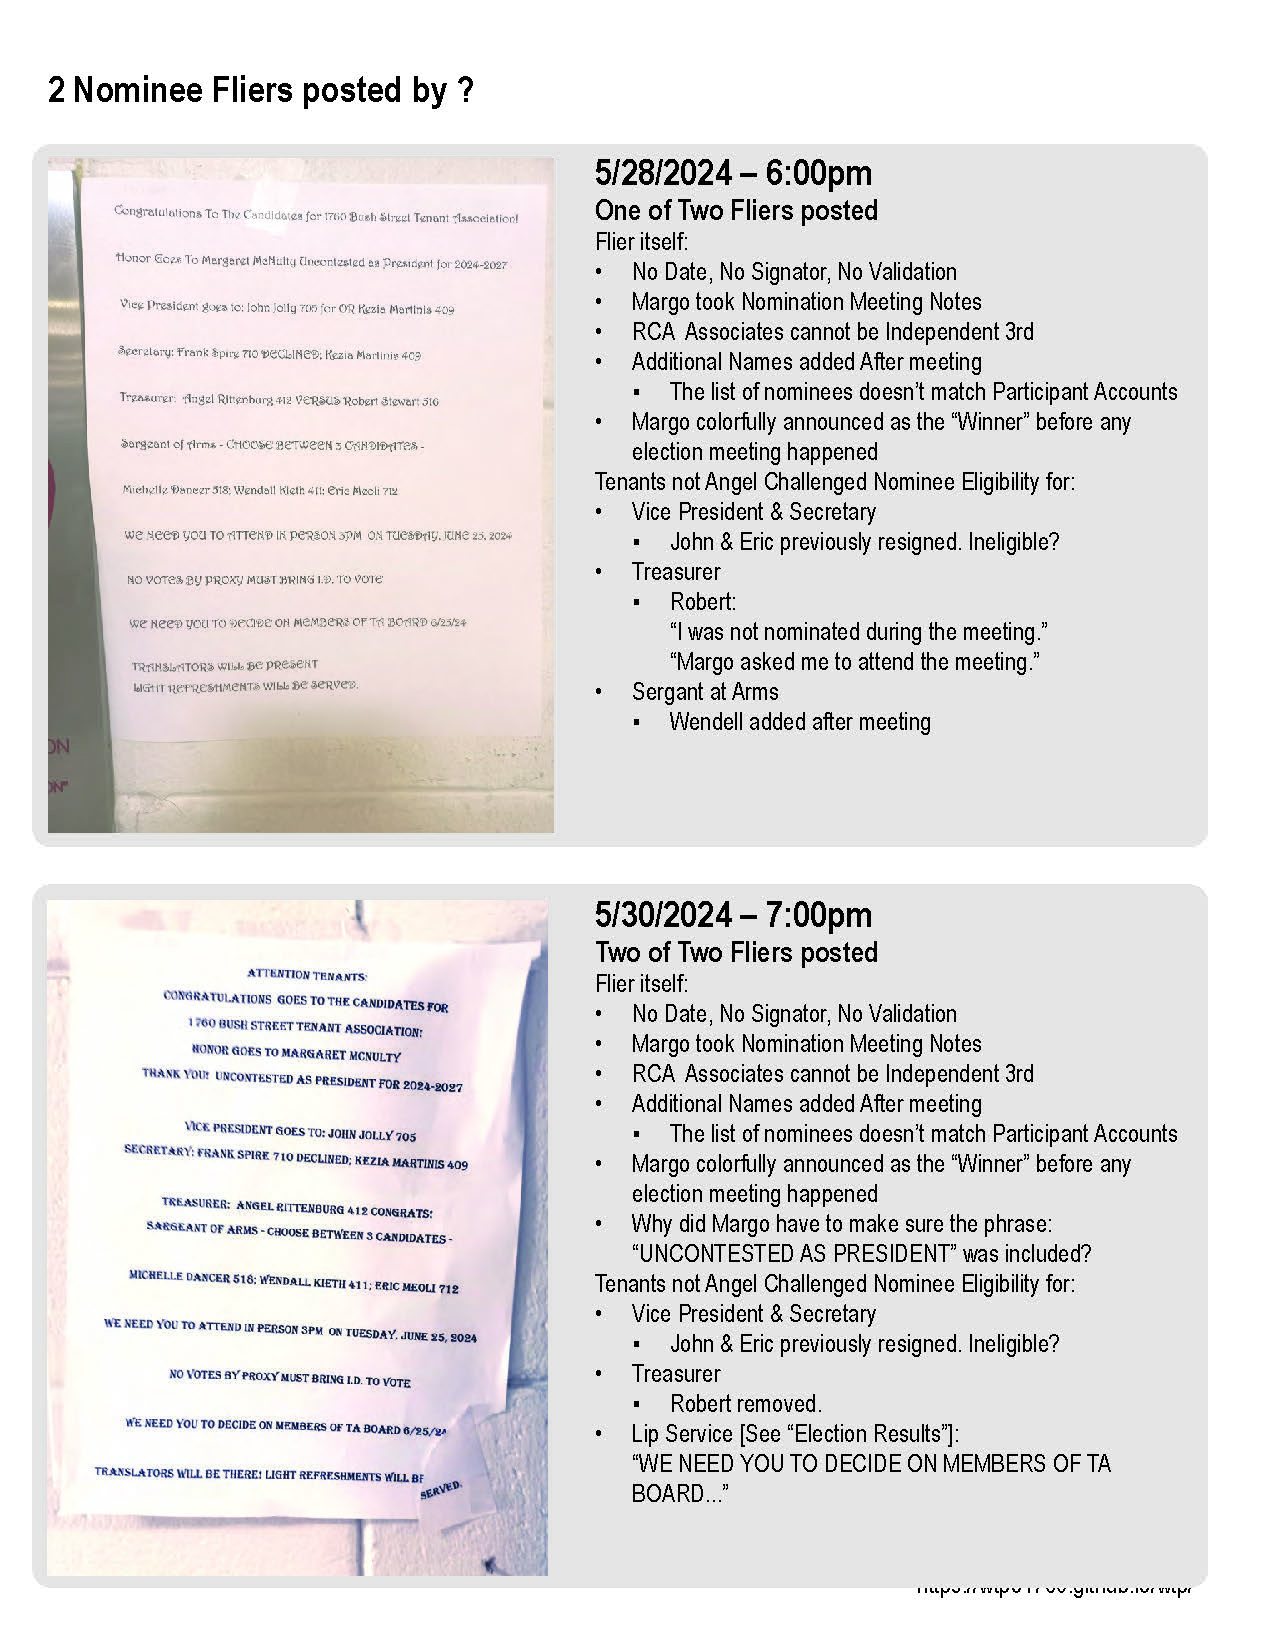 2 Nominee Fliers posted by ?
Congratulations To The Candidates for 1760 Bush Street Tenant Association!
Honor Goes To Margaret McNulty Uncontested as President for 2024-2027
Vice President goes to: John Jolly 705 for OR Kezia Martinis 409
Secretary: Frank Spire 710 DECLINED; Kezia Martinis 409
Treasurer: Angel Rittenburg 412 VERSUS Robert Stewart 516
Sargeant of Arms - CHOOSE BETWEEN 3 CANDIDATES -
Michelle Dancer 518; Wendall Kieth 411; Eric Meoli 712
WE NEED YOU TO ATTEND IN PERSON 3PM ON TUESDAY, JUNE 25, 2024
NO VOTES BY PROXY MUST BRING I.D. TO VOTE
WE NEED YOU TO DECIDE ON MEMBERS OF TA BOARD 6/25/24
TRANSLATORS WILL BE PRESENT
LIGHT REFRESHMENTS WILL BE SERVED.
ON
ON"
5/28/2024 – 6:00pm
One of Two Fliers posted
Flier itself:
• No Date, No Signator, No Validation
• Margo took Nomination Meeting Notes
• RCA Associates cannot be Independent 3rd
• Additional Names added After meeting
▪ The list of nominees doesn’t match Participant Accounts
• Margo colorfully announced as the “Winner” before any
election meeting happened
Tenants not Angel Challenged Nominee Eligibility for:
• Vice President & Secretary
▪ John & Eric previously resigned. Ineligible?
• Treasurer
▪ Robert:
“I was not nominated during the meeting.”
“Margo asked me to attend the meeting.”
• Sergant at Arms
▪ Wendell added after meeting
ATTENTION TENANTS:
CONGRATULATIONS GOES TO THE CANDIDATES FOR
1760 BUSH STREET TENANT ASSOCIATION:
HONOR GOES TO MARGARET MCNULTY
THANK YOU! UNCONTESTED AS PRESIDENT FOR 2024-2027
VICE PRESIDENT GOES TO: JOHN JOLLY 705
SECRETARY: FRANK SPIRE 710 DECLINED; KEZIA MARTINIS 409
TREASURER: ANGEL RITTENBURG 412 CONGRATS!
SARGEANT OF ARMS - CHOOSE BETWEEN 3 CANDIDATES -
MICHELLE DANCER 518; WENDALL KIETH 411; ERIC MEOLI 712
WE NEED YOU TO ATTEND IN PERSON 3PM ON TUESDAY, JUNE 25, 2024
NO VOTES BY PROXY MUST BRING I.D. TO VOTE
WE NEED YOU TO DECIDE ON MEMBERS OF TA BOARD 6/25/24
TRANSLATORS WILL BE THERE! LIGHT REFRESHMENTS WILL BE
SERVED.
5/30/2024 – 7:00pm
Two of Two Fliers posted
Flier itself:
• No Date, No Signator, No Validation
• Margo took Nomination Meeting Notes
• RCA Associates cannot be Independent 3rd
• Additional Names added After meeting
▪ The list of nominees doesn’t match Participant Accounts
• Margo colorfully announced as the “Winner” before any
election meeting happened
• Why did Margo have to make sure the phrase:
“UNCONTESTED AS PRESIDENT” was included?
Tenants not Angel Challenged Nominee Eligibility for:
• Vice President & Secretary
▪ John & Eric previously resigned. Ineligible?
• Treasurer
▪ Robert removed.
• Lip Service [See “Election Results”]:
“WE NEED YOU TO DECIDE ON MEMBERS OF TA
BOARD...”